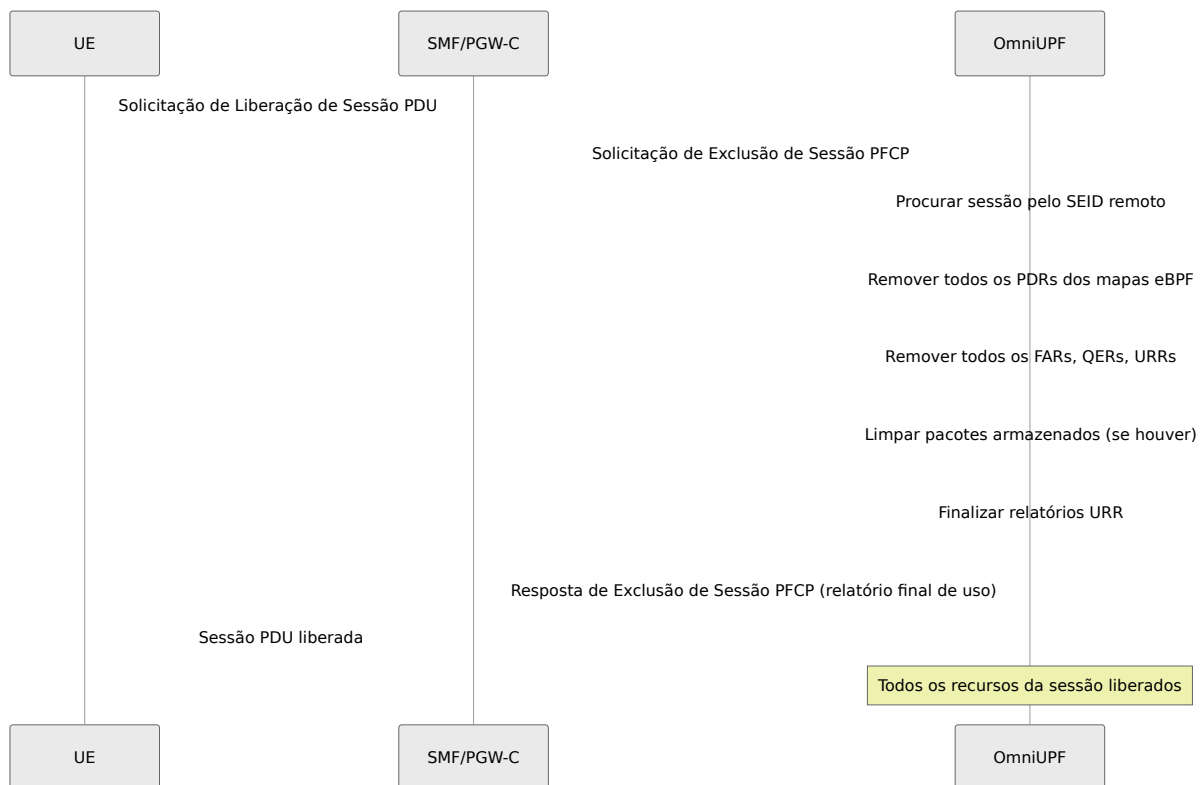 UE
SMF/PGW-C
OmniUPF
Solicitação de Liberação de Sessão PDU
Solicitação de Exclusão de Sessão PFCP
Procurar sessão pelo SEID remoto
Remover todos os PDRs dos mapas eBPF
Remover todos os FARs, QERs, URRs
Limpar pacotes armazenados (se houver)
Finalizar relatórios URR
Resposta de Exclusão de Sessão PFCP (relatório final de uso)
Sessão PDU liberada
Todos os recursos da sessão liberados
UE
SMF/PGW-C
OmniUPF